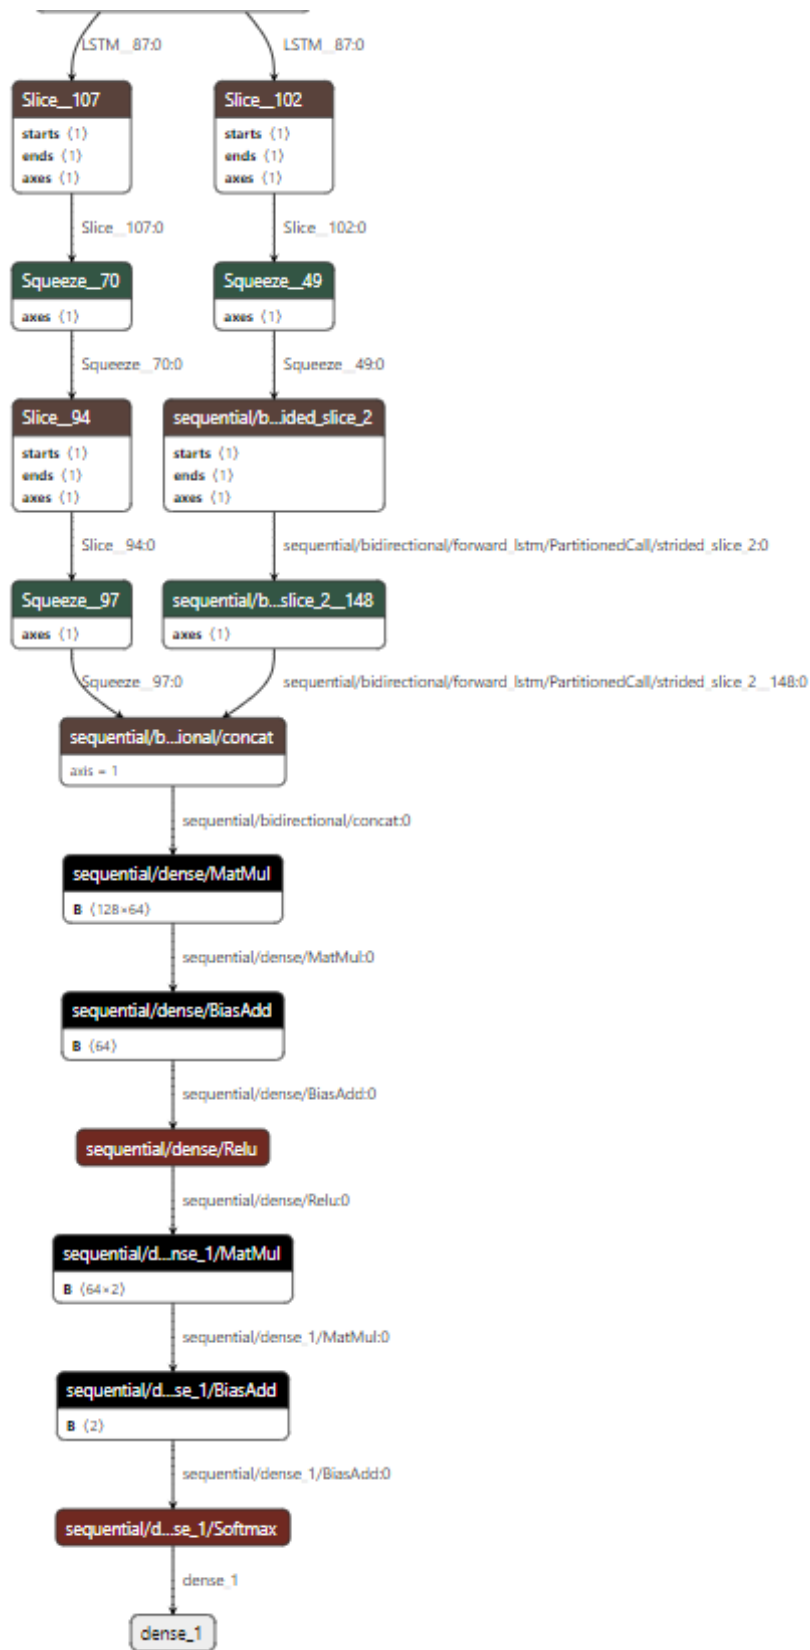 LSTM__87:0 LSTM__87:0
Slice__107 Slice__102
starts ⟨1⟩ starts ⟨1⟩
ends ⟨1⟩ ends ⟨1⟩
axes ⟨1⟩ axes ⟨1⟩
Slice__107:0 Slice__102:0
Squeeze__70 Squeeze__49
axes ⟨1⟩ axes ⟨1⟩
Squeeze__70:0 Squeeze__49:0
Slice__94 sequential/b...ided_slice_2
starts ⟨1⟩ starts ⟨1⟩
ends ⟨1⟩ ends ⟨1⟩
axes ⟨1⟩ axes ⟨1⟩
Slice__94:0 sequential/bidirectional/forward_lstm/PartitionedCall/strided_slice_2:0
Squeeze__97 sequential/b...slice_2__148
axes ⟨1⟩ axes ⟨1⟩
Squeeze__97:0 sequential/bidirectional/forward_lstm/PartitionedCall/strided_slice_2__148:0
sequential/b...ional/concat
axis = 1
sequential/bidirectional/concat:0
sequential/dense/MatMul
B ⟨128×64⟩
sequential/dense/MatMul:0
sequential/dense/BiasAdd
B ⟨64⟩
sequential/dense/BiasAdd:0
sequential/dense/Relu
sequential/dense/Relu:0
sequential/d...nse_1/MatMul
B ⟨64×2⟩
sequential/dense_1/MatMul:0
sequential/d...se_1/BiasAdd
B ⟨2⟩
sequential/dense_1/BiasAdd:0
sequential/d...se_1/Softmax
dense_1
dense_1